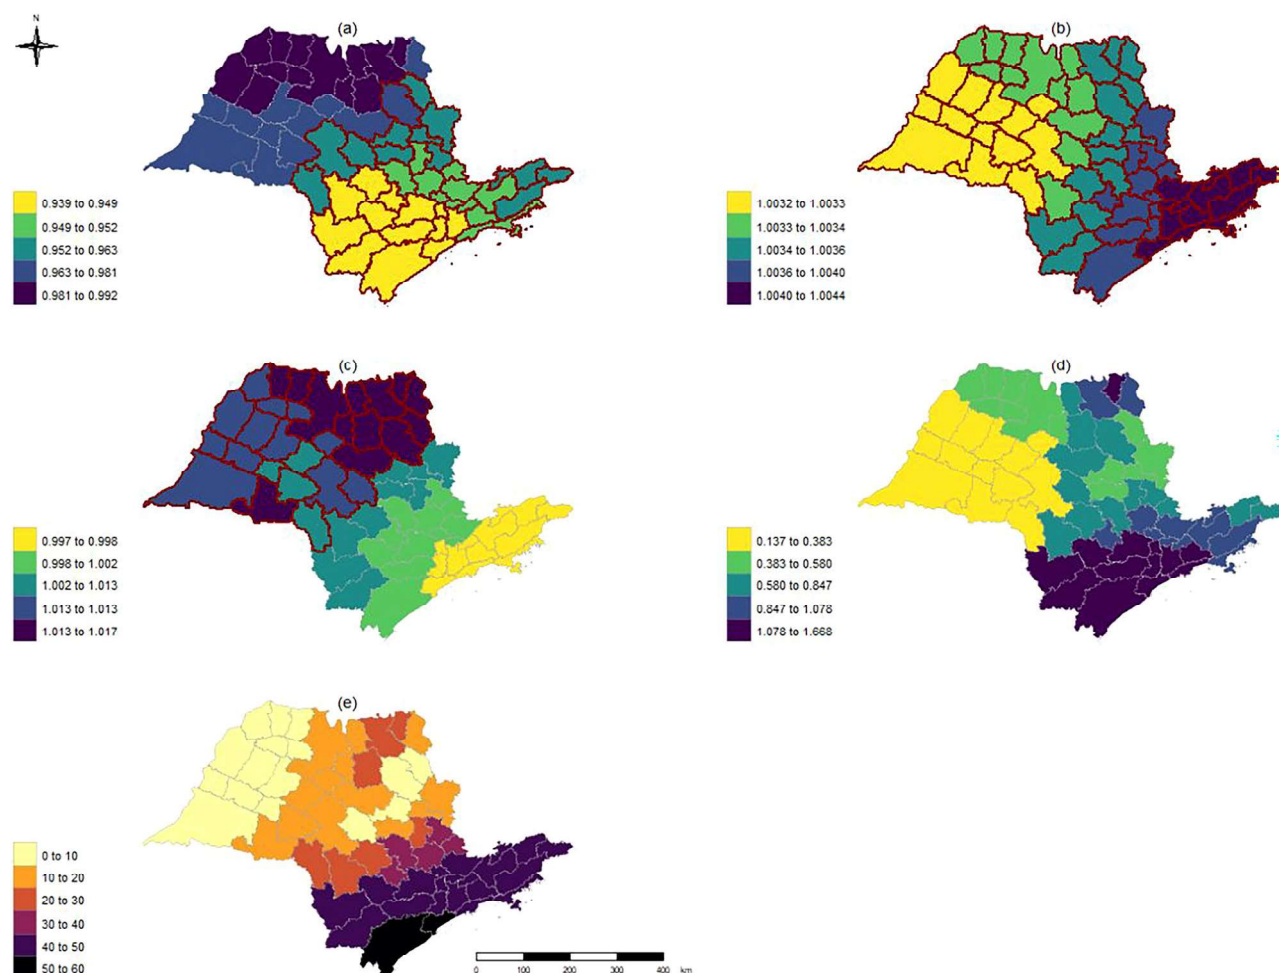 N
(a)
0.939 to 0.949
0.949 to 0.952
0.952 to 0.963
0.963 to 0.981
0.981 to 0.992
(b)
1.0032 to 1.0033
1.0033 to 1.0034
1.0034 to 1.0036
1.0036 to 1.0040
1.0040 to 1.0044
(c)
0.997 to 0.998
0.998 to 1.002
1.002 to 1.013
1.013 to 1.013
1.013 to 1.017
(d)
0.137 to 0.383
0.383 to 0.580
0.580 to 0.847
0.847 to 1.078
1.078 to 1.668
(e)
0 to 10
10 to 20
20 to 30
30 to 40
40 to 50
50 to 60
0 100 200 300 400 km